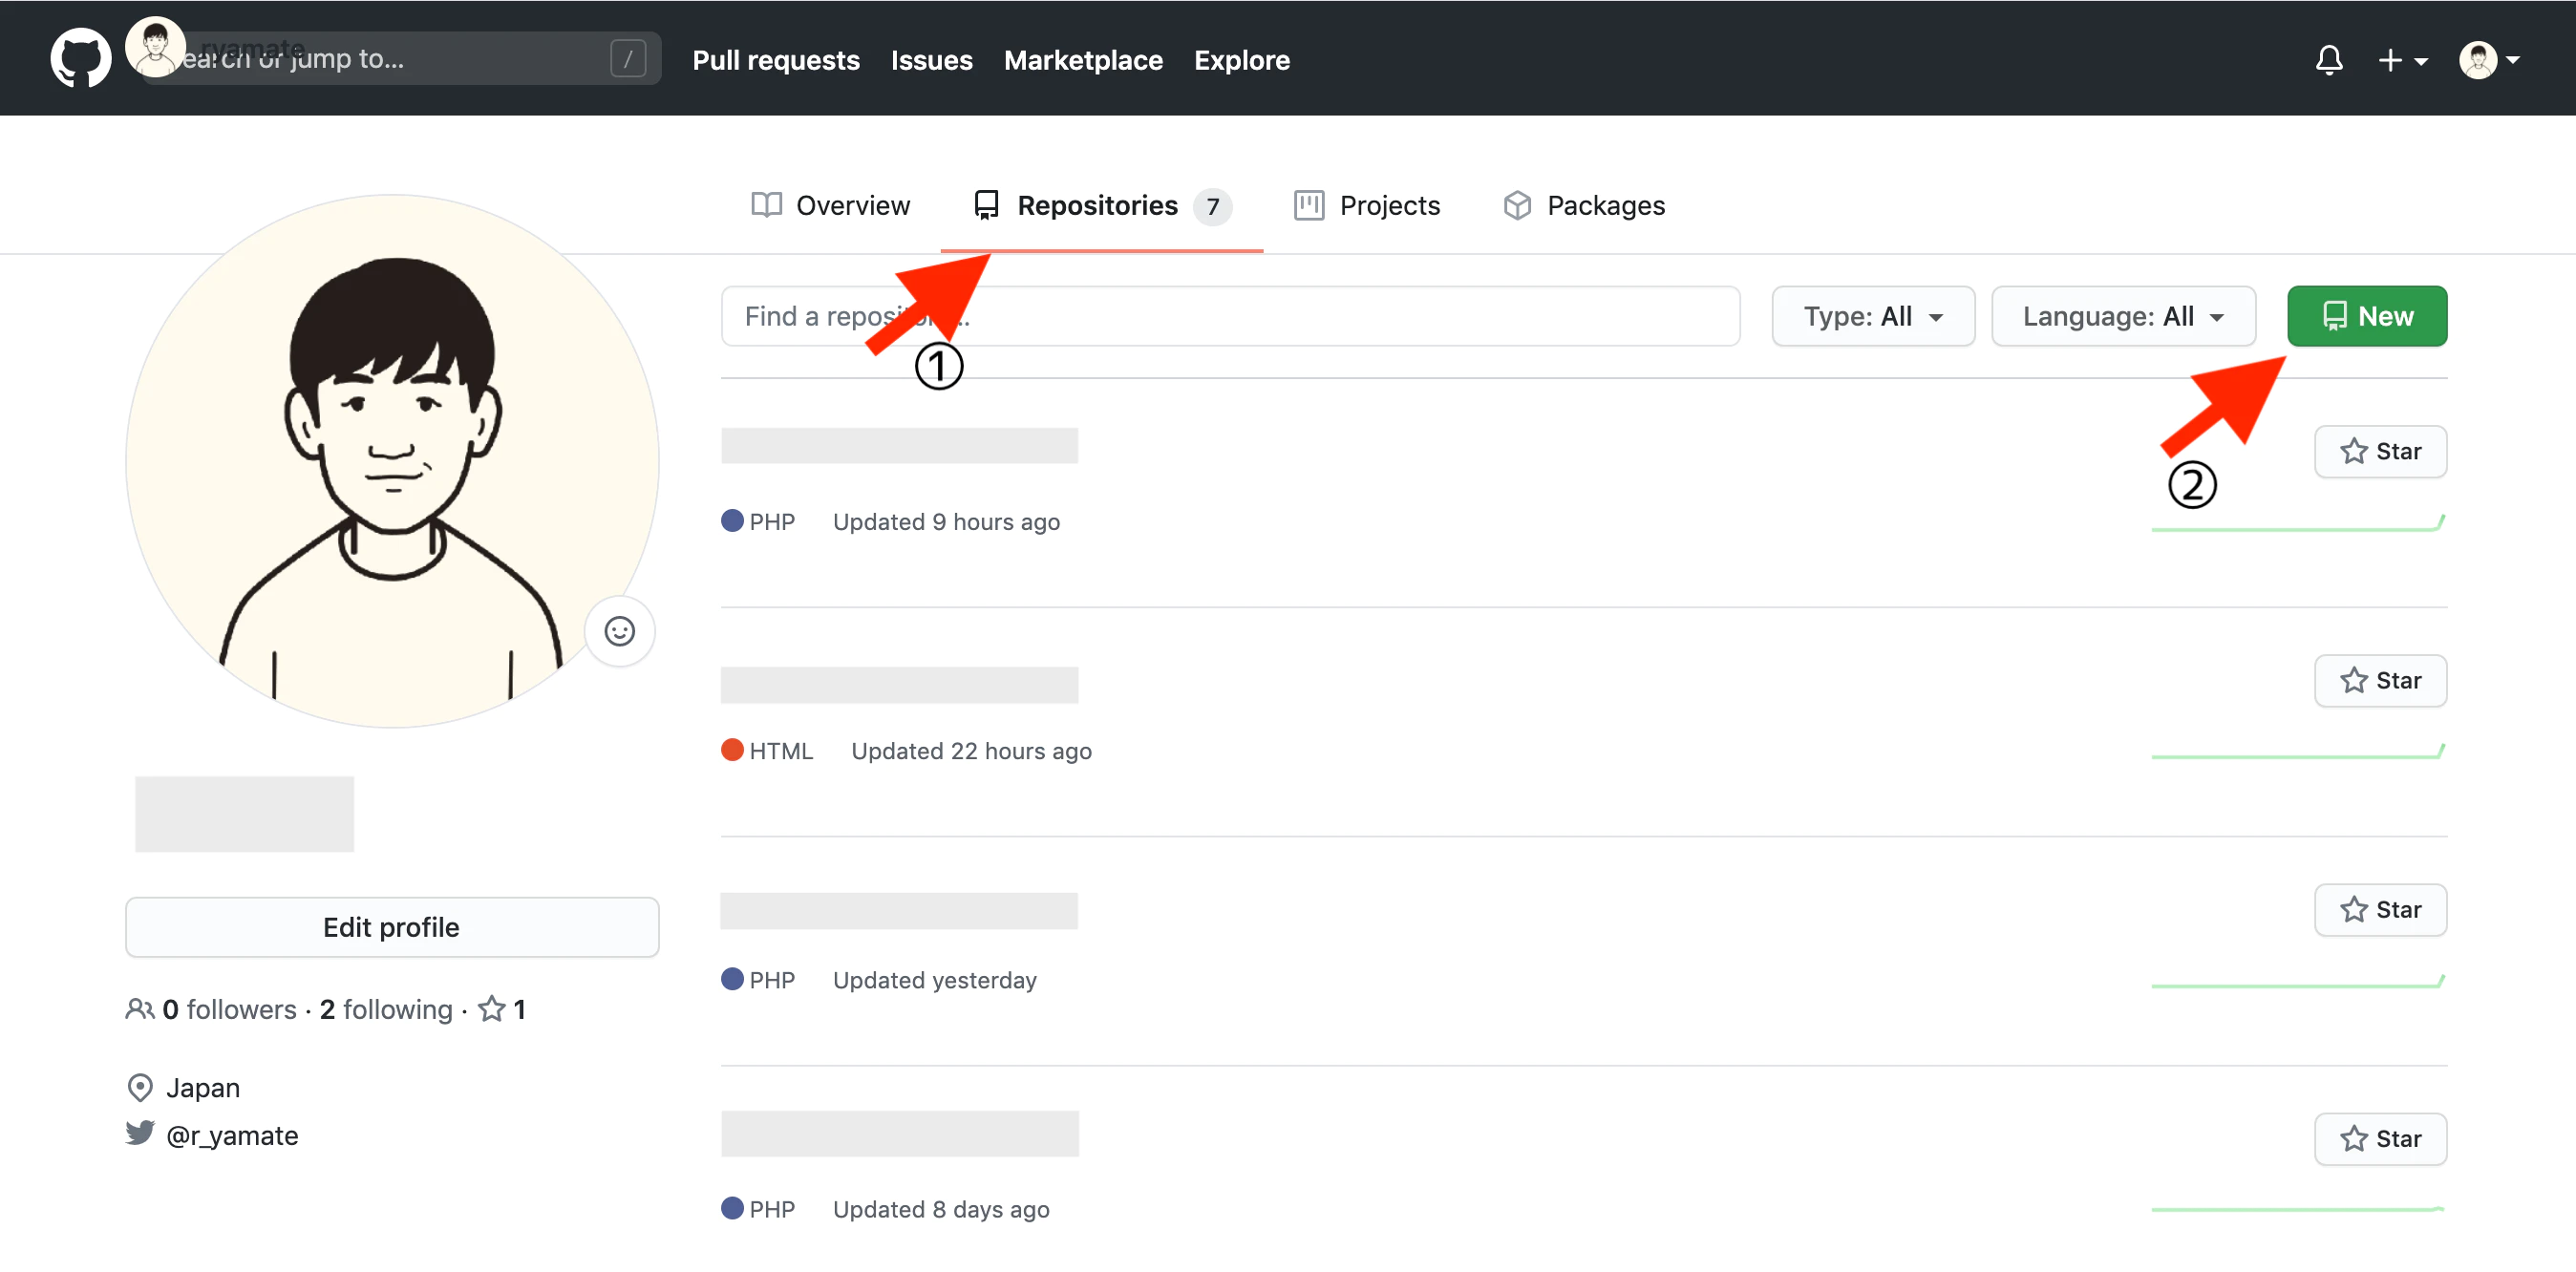 ryamate
earch or jump to...
/
Pull requests
Issues
Marketplace
Explore
Overview
Repositories 7
Projects
Packages
Find a reposit
Type: All
Language: All
New
①
②
Star
PHP Updated 9 hours ago
Star
HTML Updated 22 hours ago
Star
PHP Updated yesterday
Star
PHP Updated 8 days ago
Edit profile
0 followers · 2 following · 1
Japan
@r_yamate